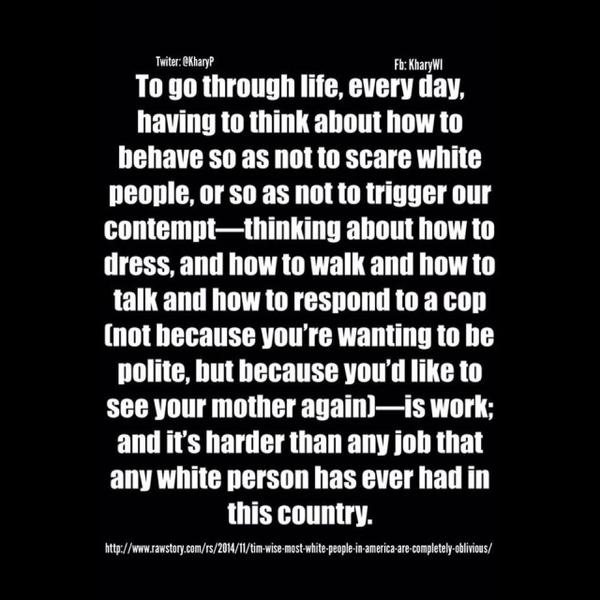 Twiter: @KharyP Fb: KharyWI
To go through life, every day,
having to think about how to
behave so as not to scare white
people, or so as not to trigger our
contempt—thinking about how to
dress, and how to walk and how to
talk and how to respond to a cop
(not because you're wanting to be
polite, but because you'd like to
see your mother again)—is work;
and it's harder than any job that
any white person has ever had in
this country.
http://www.rawstory.com/rs/2014/11/tim-wise-most-white-people-in-america-are-completely-oblivious/